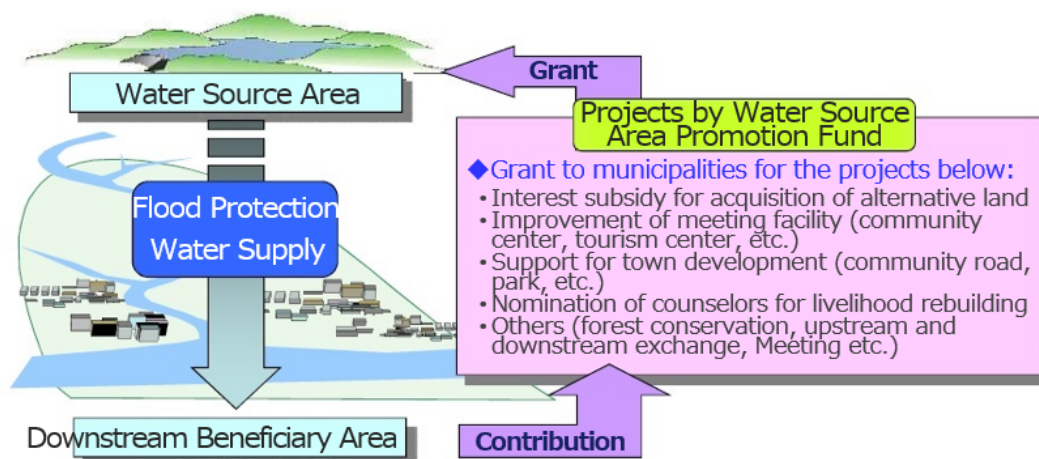 Grant
Water Source Area
Projects by Water Source
Area Promotion Fund
◆Grant to municipalities for the projects below:
・Interest subsidy for acquisition of alternative land
・Improvement of meeting facility (community
center, tourism center, etc.)
・Support for town development (community road,
park, etc.)
・Nomination of counselors for livelihood rebuilding
・Others (forest conservation, upstream and
downstream exchange, Meeting etc.)
Flood Protection
Water Supply
Downstream Beneficiary Area
Contribution